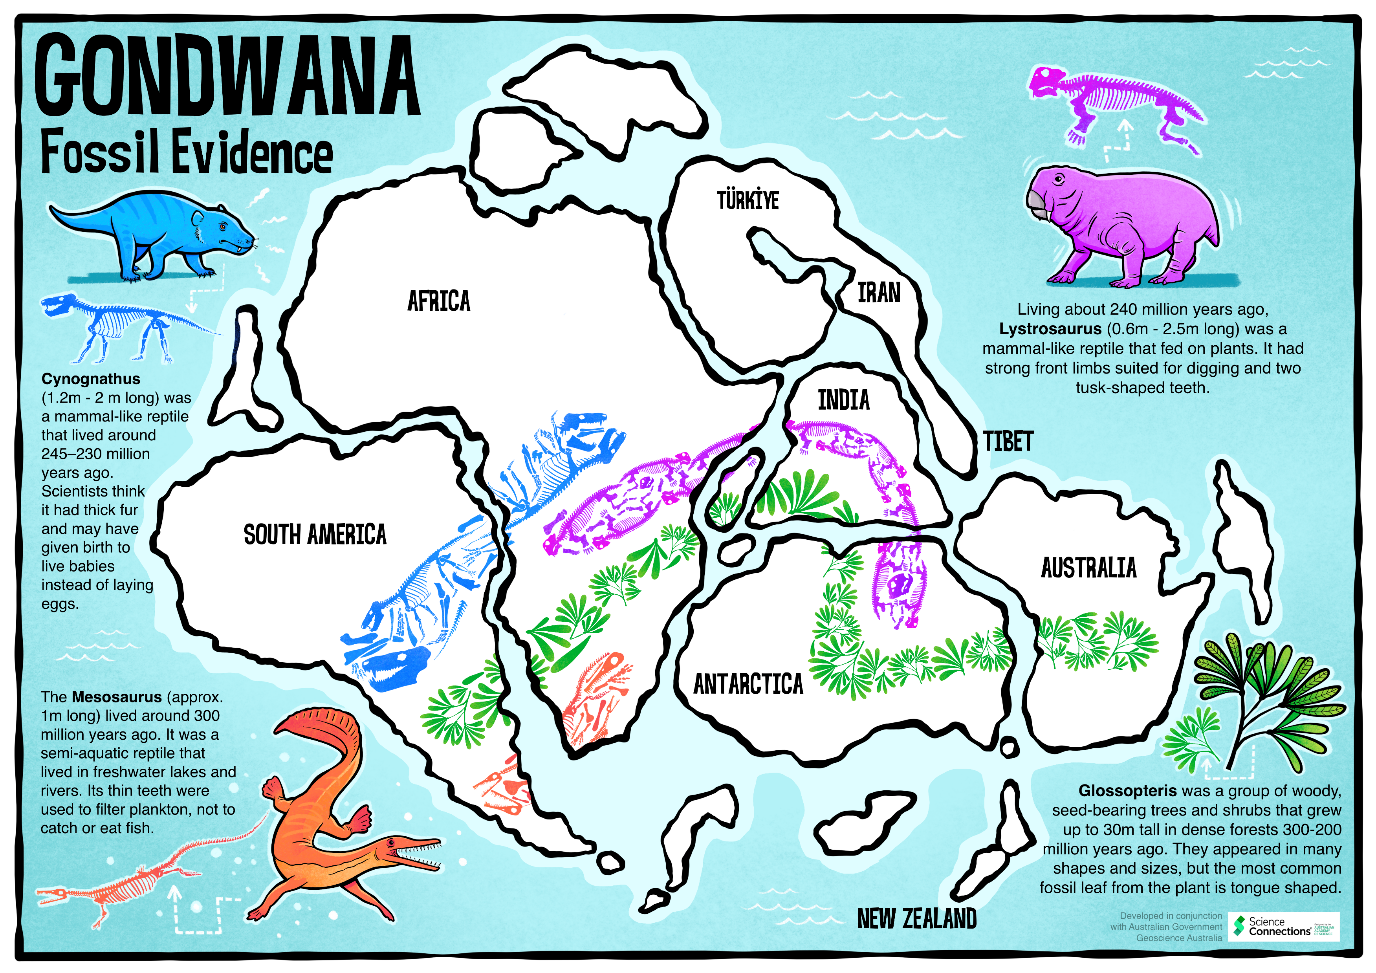 GONDWANA
Fossil Evidence
Cynognathus
(1.2m - 2 m long) was
a mammal-like reptile
that lived around
245–230 million
years ago.
Scientists think
it had thick fur
and may have
given birth to
live babies
instead of laying
eggs.
The Mesosaurus (approx.
1m long) lived around 300
million years ago. It was a
semi-aquatic reptile that
lived in freshwater lakes and
rivers. Its thin teeth were
used to filter plankton, not to
catch or eat fish.
AFRICA
SOUTH AMERICA
TÜRKİYE
IRAN
INDIA
TIBET
AUSTRALIA
ANTARCTICA
NEW ZEALAND
Living about 240 million years ago,
Lystrosaurus (0.6m - 2.5m long) was a
mammal-like reptile that fed on plants. It had
strong front limbs suited for digging and two
tusk-shaped teeth.
Glossopteris was a group of woody,
seed-bearing trees and shrubs that grew
up to 30m tall in dense forests 300-200
million years ago. They appeared in many
shapes and sizes, but the most common
fossil leaf from the plant is tongue shaped.
Developed in conjunction
with Australian Government
Geoscience Australia
Science
Connections